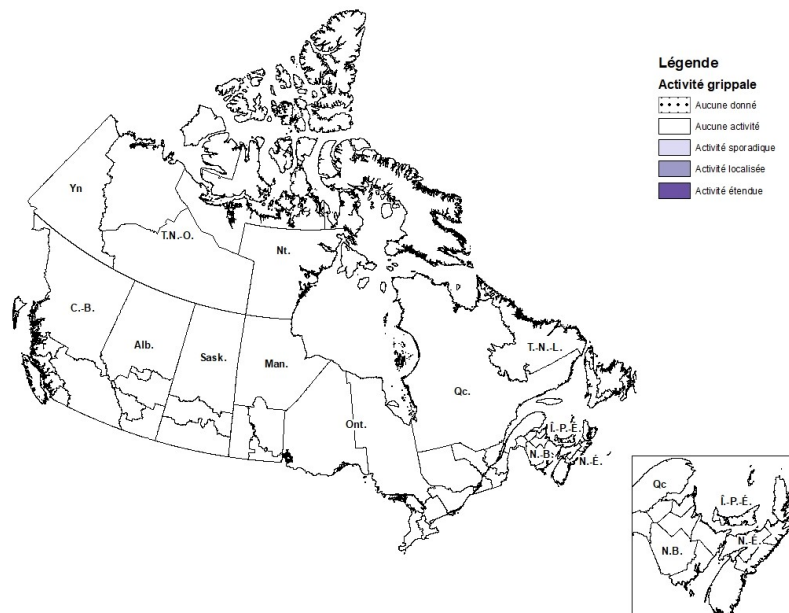 Légende
Activité grippale
Aucune donné
Aucune activité
Activité sporadique
Activité localisée
Activité étendue
Yn
T.N.-O.
Nt.
C.-B.
Alb.
Sask.
Man.
Ont.
Qc.
T.-N.-L.
Î.-P.-É.
N.-B.
N.-É.
Qc
Î.-P.-É.
N.-É.
N.B.